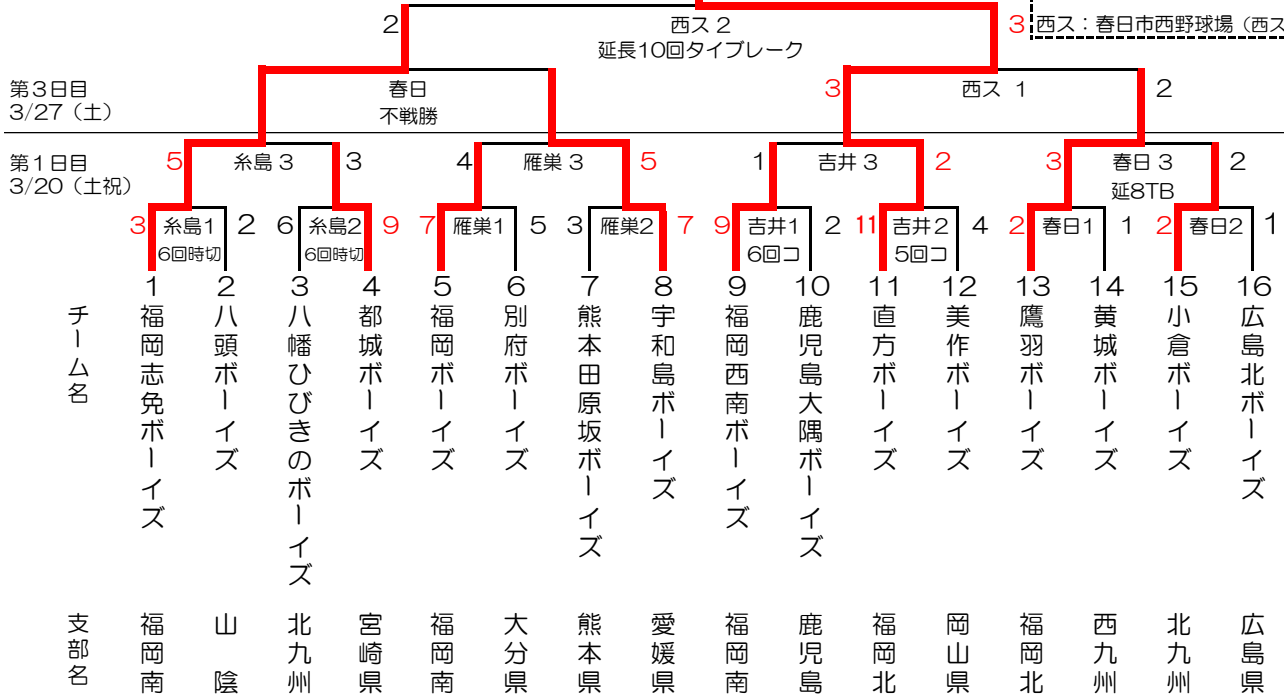 2 西ス 2 3 西ス：春日市西野球場（西ス
延長10回タイブレーク
第３日目 春日 3 西ス 1 2
3/27（土） 不戦勝
第１日目 5 糸島 3 3 4 雁巣 3 5 1 吉井 3 2 3 春日 3 2
3/20（土祝） 延8TB
3 糸島1 2 6 糸島2 9 7 雁巣1 5 3 雁巣2 7 9 吉井1 2 11 吉井2 4 2 春日1 1 2 春日2 1
6回時切 6回時切 6回コ 5回コ
1 2 3 4 5 6 7 8 9 10 11 12 13 14 15 16
チーム名
福岡志免ボーイズ
八頭ボーイズ
八幡ひびきのボーイズ
都城ボーイズ
福岡ボーイズ
別府ボーイズ
熊本田原坂ボーイズ
宇和島ボーイズ
福岡西南ボーイズ
鹿児島大隅ボーイズ
直方ボーイズ
美作ボーイズ
鷹羽ボーイズ
黄城ボーイズ
小倉ボーイズ
広島北ボーイズ
支部名
福岡南
山陰
北九州
宮崎県
福岡南
大分県
熊本県
愛媛県
福岡南
鹿児島
福岡北
岡山県
福岡北
西九州
北九州
広島県